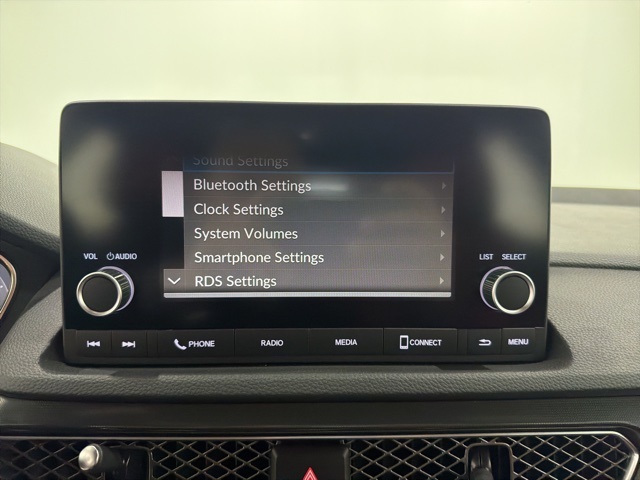 Sound Settings
Bluetooth Settings
Clock Settings
System Volumes
Smartphone Settings
RDS Settings
VOL AUDIO
LIST SELECT
PHONE RADIO MEDIA CONNECT MENU